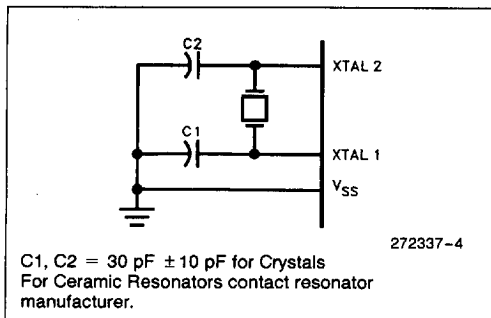 C2
XTAL 2
C1
XTAL 1
VSS
272337-4
C1, C2 = 30 pF ±10 pF for Crystals
For Ceramic Resonators contact resonator
manufacturer.